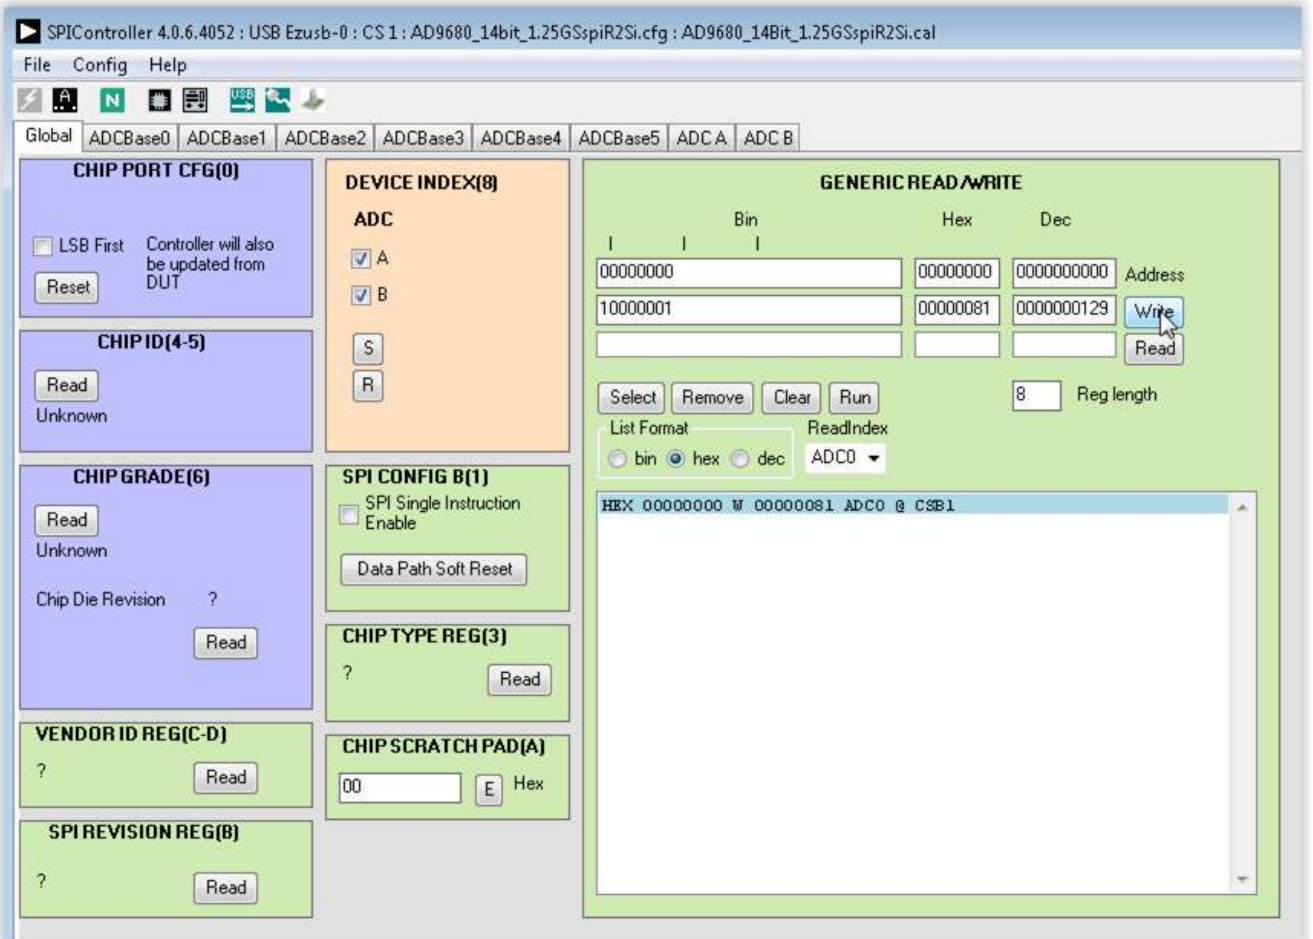 SPIController 4.0.6.4052 : USB Ezusb-0 : CS 1 : AD9680_14bit_1.25GSspiR2Si.cfg : AD9680_14Bit_1.25GSspiR2Si.cal
File Config Help
A N USB
Global ADCBase0 ADCBase1 ADCBase2 ADCBase3 ADCBase4 ADCBase5 ADC A ADC B
CHIP PORT CFG(0)
LSB First
Controller will also
be updated from
DUT
Reset
CHIP ID(4-5)
Read
Unknown
CHIP GRADE(6)
Read
Unknown
Chip Die Revision ?
Read
VENDOR ID REG(C-D)
? Read
SPI REVISION REG(B)
? Read
DEVICE INDEX(8)
ADC
A
B
S
R
SPI CONFIG B(1)
SPI Single Instruction
Enable
Data Path Soft Reset
CHIP TYPE REG(3)
? Read
CHIP SCRATCH PAD(A)
00 E Hex
GENERIC READ/WRITE
Bin Hex Dec
00000000 00000000 0000000000 Address
10000001 00000081 0000000129 Write
Read
Select Remove Clear Run 8 Reg length
List Format ReadIndex
bin hex dec ADC0
HEX 00000000 W 00000081 ADC0 @ CSB1